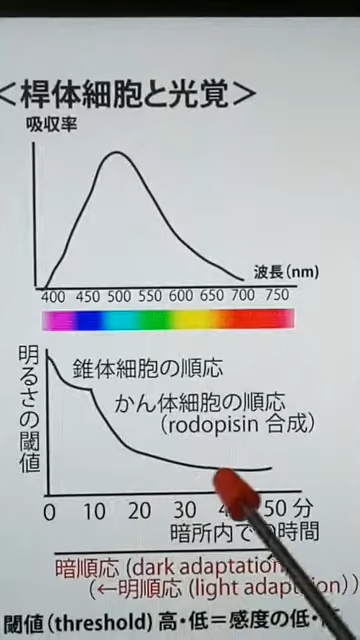 <桿体細胞と光覚>
吸収率
波長(nm)
400 450 500 550 600 650 700 750
明るさの閾値
錐体細胞の順応
かん体細胞の順応
(rodopisin 合成)
0 10 20 30 50 分
暗所内で 時間
暗順応 (dark adaptation
(←明順応 (light adaptation))
閾値(threshold) 高・低=感度の低・